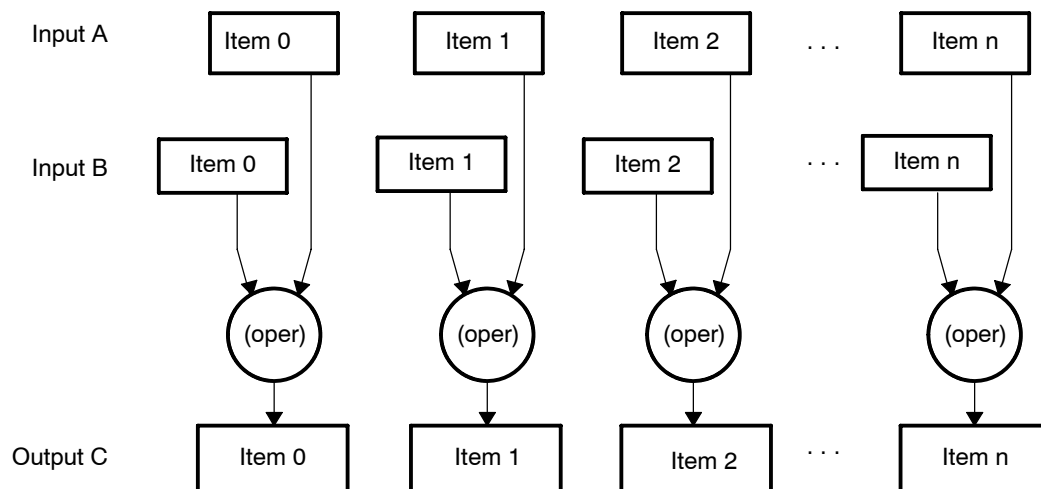 Input A Item 0 Item 1 Item 2 . . . Item n
Input B Item 0 Item 1 Item 2 . . . Item n
(oper) (oper) (oper) (oper)
Output C Item 0 Item 1 Item 2 . . . Item n